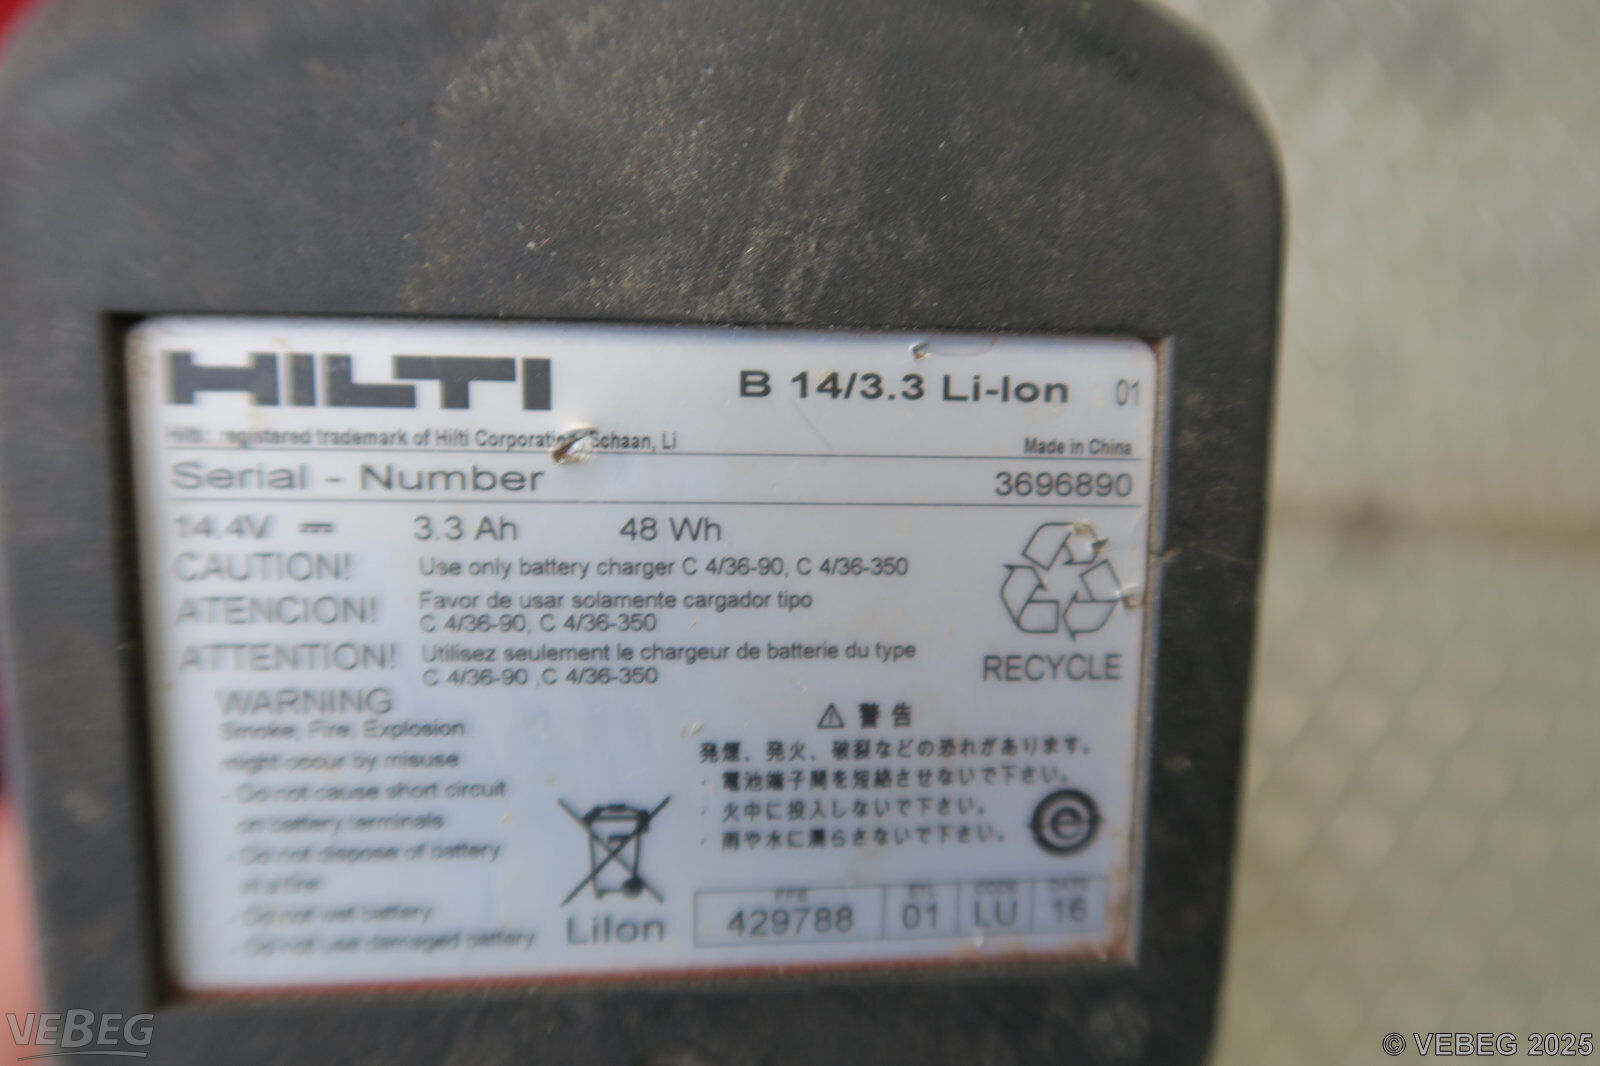 HILTI
B 14/3.3 Li-Ion 01
Hilti: registered trademark of Hilti Corporation, Schaan, Li
Made in China
Serial - Number 3696890
14.4V 3.3 Ah 48 Wh
CAUTION! Use only battery charger C 4/36-90, C 4/36-350
ATENCION! Favor de usar solamente cargador tipo
C 4/36-90, C 4/36-350
ATTENTION! Utilisez seulement le chargeur de batterie du type
C 4/36-90 ,C 4/36-350
RECYCLE
WARNING
Smoke, Fire, Explosion
might occur by misuse
- Do not cause short circuit
on battery terminals
- Do not dispose of battery
in a fire
- Do not wet battery
- Do not use damaged battery
LiIon
⚠ 警告
発煙、発火、破裂などの恐れがあります。
・電池端子間を短絡させないで下さい。
・火中に投入しないで下さい。
・雨や水に濡らさないで下さい。
e
429788 01 LU 16
CODE DATE
VEBEG
© VEBEG 2025